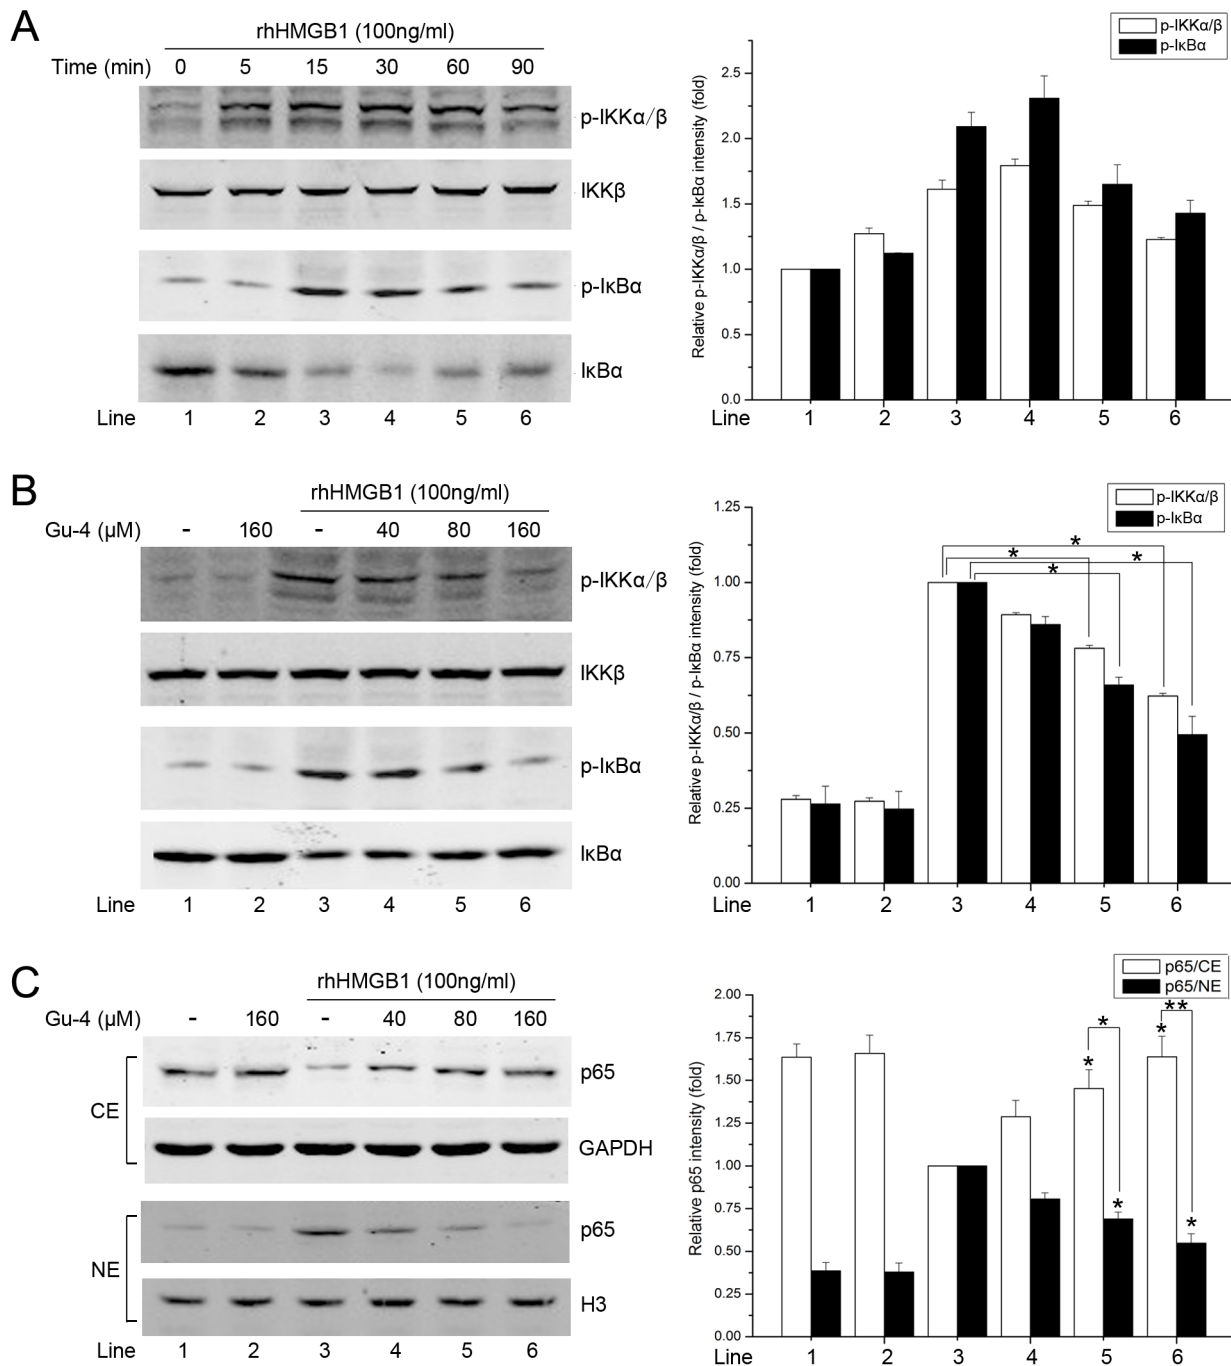 A
rhHMGB1 (100ng/ml)
Time (min) 0 5 15 30 60 90
p-IKKα/β
IKKβ
p-IκBα
IκBα
Line 1 2 3 4 5 6
p-IKKα/β
p-IκBα
Relative p-IKKα/β / p-IκBα intensity (fold)
2.5
2.0
1.5
1.0
0.5
0.0
Line 1 2 3 4 5 6
B
rhHMGB1 (100ng/ml)
Gu-4 (μM) - 160 - 40 80 160
p-IKKα/β
IKKβ
p-IκBα
IκBα
Line 1 2 3 4 5 6
p-IKKα/β
p-IκBα
Relative p-IKKα/β / p-IκBα intensity (fold)
1.25
1.00
0.75
0.50
0.25
0.00
*
*
*
*
Line 1 2 3 4 5 6
C
rhHMGB1 (100ng/ml)
Gu-4 (μM) - 160 - 40 80 160
CE
p65
GAPDH
NE
p65
H3
Line 1 2 3 4 5 6
p65/CE
p65/NE
Relative p65 intensity (fold)
2.00
1.75
1.50
1.25
1.00
0.75
0.50
0.25
0.00
**
* *
*
*
*
Line 1 2 3 4 5 6